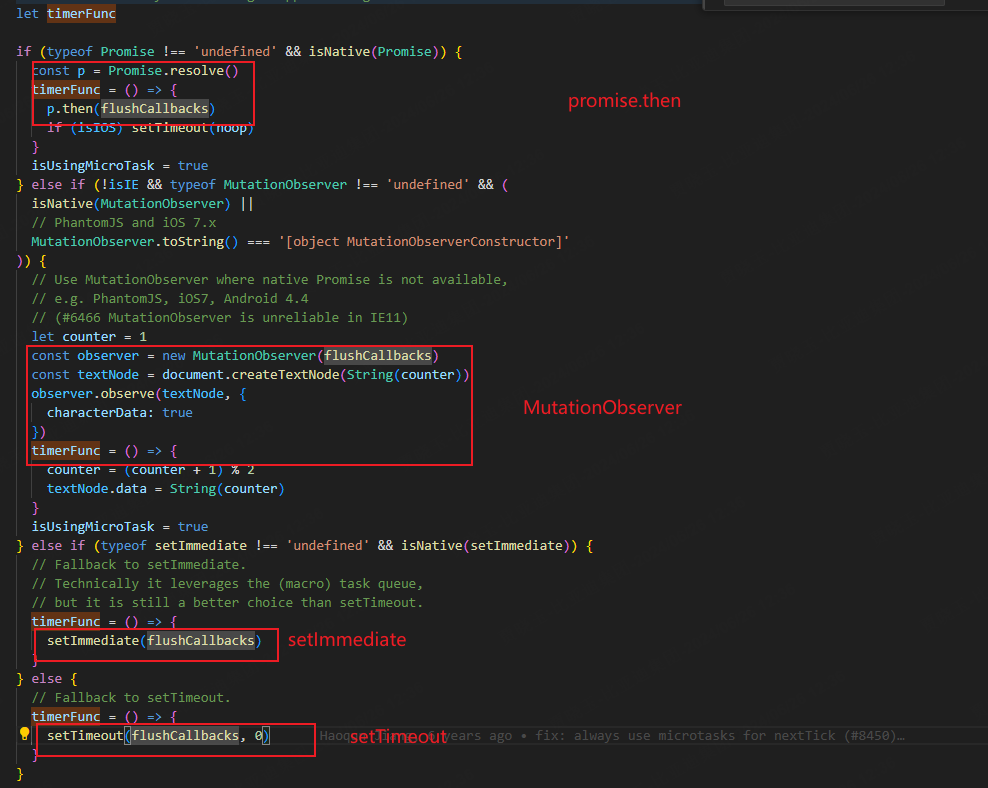 let timerFunc
if (typeof Promise !== 'undefined' && isNative(Promise)) {
const p = Promise.resolve()
timerFunc = () => {
p.then(flushCallbacks)
promise.then
if (isIOS) setTimeout(noop)
}
isUsingMicroTask = true
} else if (!isIE && typeof MutationObserver !== 'undefined' && (
isNative(MutationObserver) ||
// PhantomJS and iOS 7.x
MutationObserver.toString() === '[object MutationObserverConstructor]'
)) {
// Use MutationObserver where native Promise is not available,
// e.g. PhantomJS, iOS7, Android 4.4
// (#6466 MutationObserver is unreliable in IE11)
let counter = 1
const observer = new MutationObserver(flushCallbacks)
const textNode = document.createTextNode(String(counter))
observer.observe(textNode, {
characterData: true
MutationObserver
})
timerFunc = () => {
counter = (counter + 1) % 2
textNode.data = String(counter)
}
isUsingMicroTask = true
} else if (typeof setImmediate !== 'undefined' && isNative(setImmediate)) {
// Fallback to setImmediate.
// Technically it leverages the (macro) task queue,
// but it is still a better choice than setTimeout.
timerFunc = () => {
setImmediate(flushCallbacks)
setImmediate
}
} else {
// Fallback to setTimeout.
timerFunc = () => {
setTimeout(flushCallbacks, 0)
setTimeout
years ago • fix: always use microtasks for nextTick (#8450)…
}
}